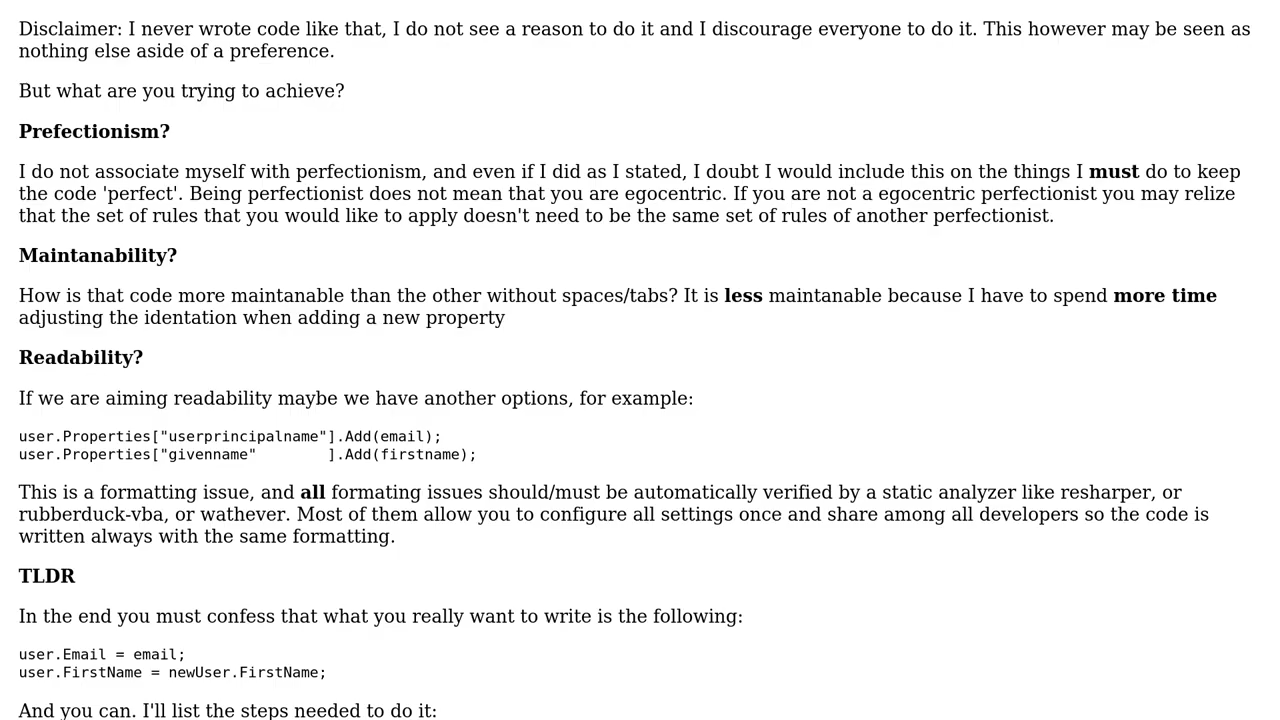 Disclaimer: I never wrote code like that, I do not see a reason to do it and I discourage everyone to do it. This however may be seen as
nothing else aside of a preference.
But what are you trying to achieve?
Prefectionism?
I do not associate myself with perfectionism, and even if I did as I stated, I doubt I would include this on the things I must do to keep
the code 'perfect'. Being perfectionist does not mean that you are egocentric. If you are not a egocentric perfectionist you may relize
that the set of rules that you would like to apply doesn't need to be the same set of rules of another perfectionist.
Maintanability?
How is that code more maintanable than the other without spaces/tabs? It is less maintanable because I have to spend more time
adjusting the identation when adding a new property
Readability?
If we are aiming readability maybe we have another options, for example:
user.Properties["userprincipalname"].Add(email);
user.Properties["givenname"        ].Add(firstname);
This is a formatting issue, and all formating issues should/must be automatically verified by a static analyzer like resharper, or
rubberduck-vba, or wathever. Most of them allow you to configure all settings once and share among all developers so the code is
written always with the same formatting.
TLDR
In the end you must confess that what you really want to write is the following:
user.Email = email;
user.FirstName = newUser.FirstName;
And you can. I'll list the steps needed to do it: